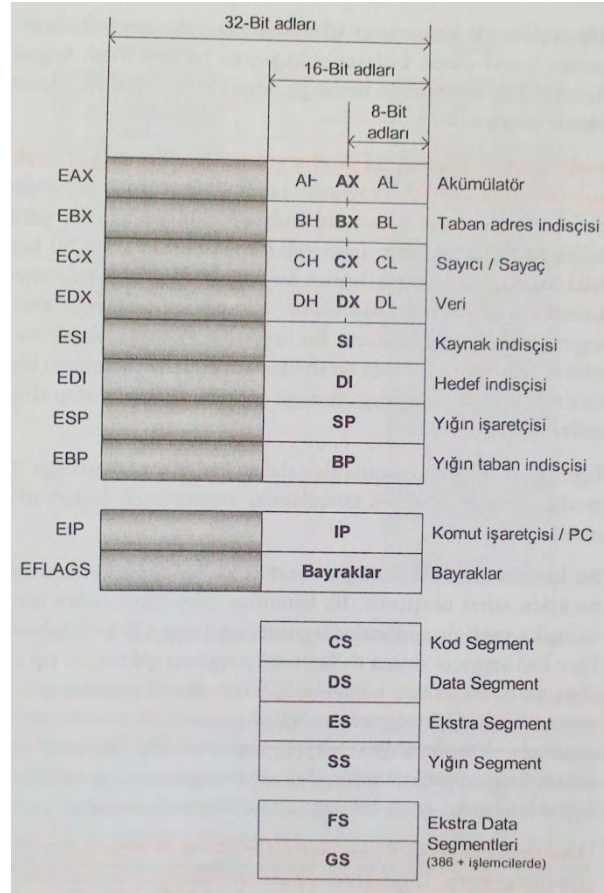 32-Bit adları
16-Bit adları
8-Bit
adları
EAX AH AX AL Akümülatör
EBX BH BX BL Taban adres indisçisi
ECX CH CX CL Sayıcı / Sayaç
EDX DH DX DL Veri
ESI SI Kaynak indisçisi
EDI DI Hedef indisçisi
ESP SP Yığın işaretçisi
EBP BP Yığın taban indisçisi
EIP IP Komut işaretçisi / PC
EFLAGS Bayraklar Bayraklar
CS Kod Segment
DS Data Segment
ES Ekstra Segment
SS Yığın Segment
FS Ekstra Data
Segmentleri
GS (386 + işlemcilerde)